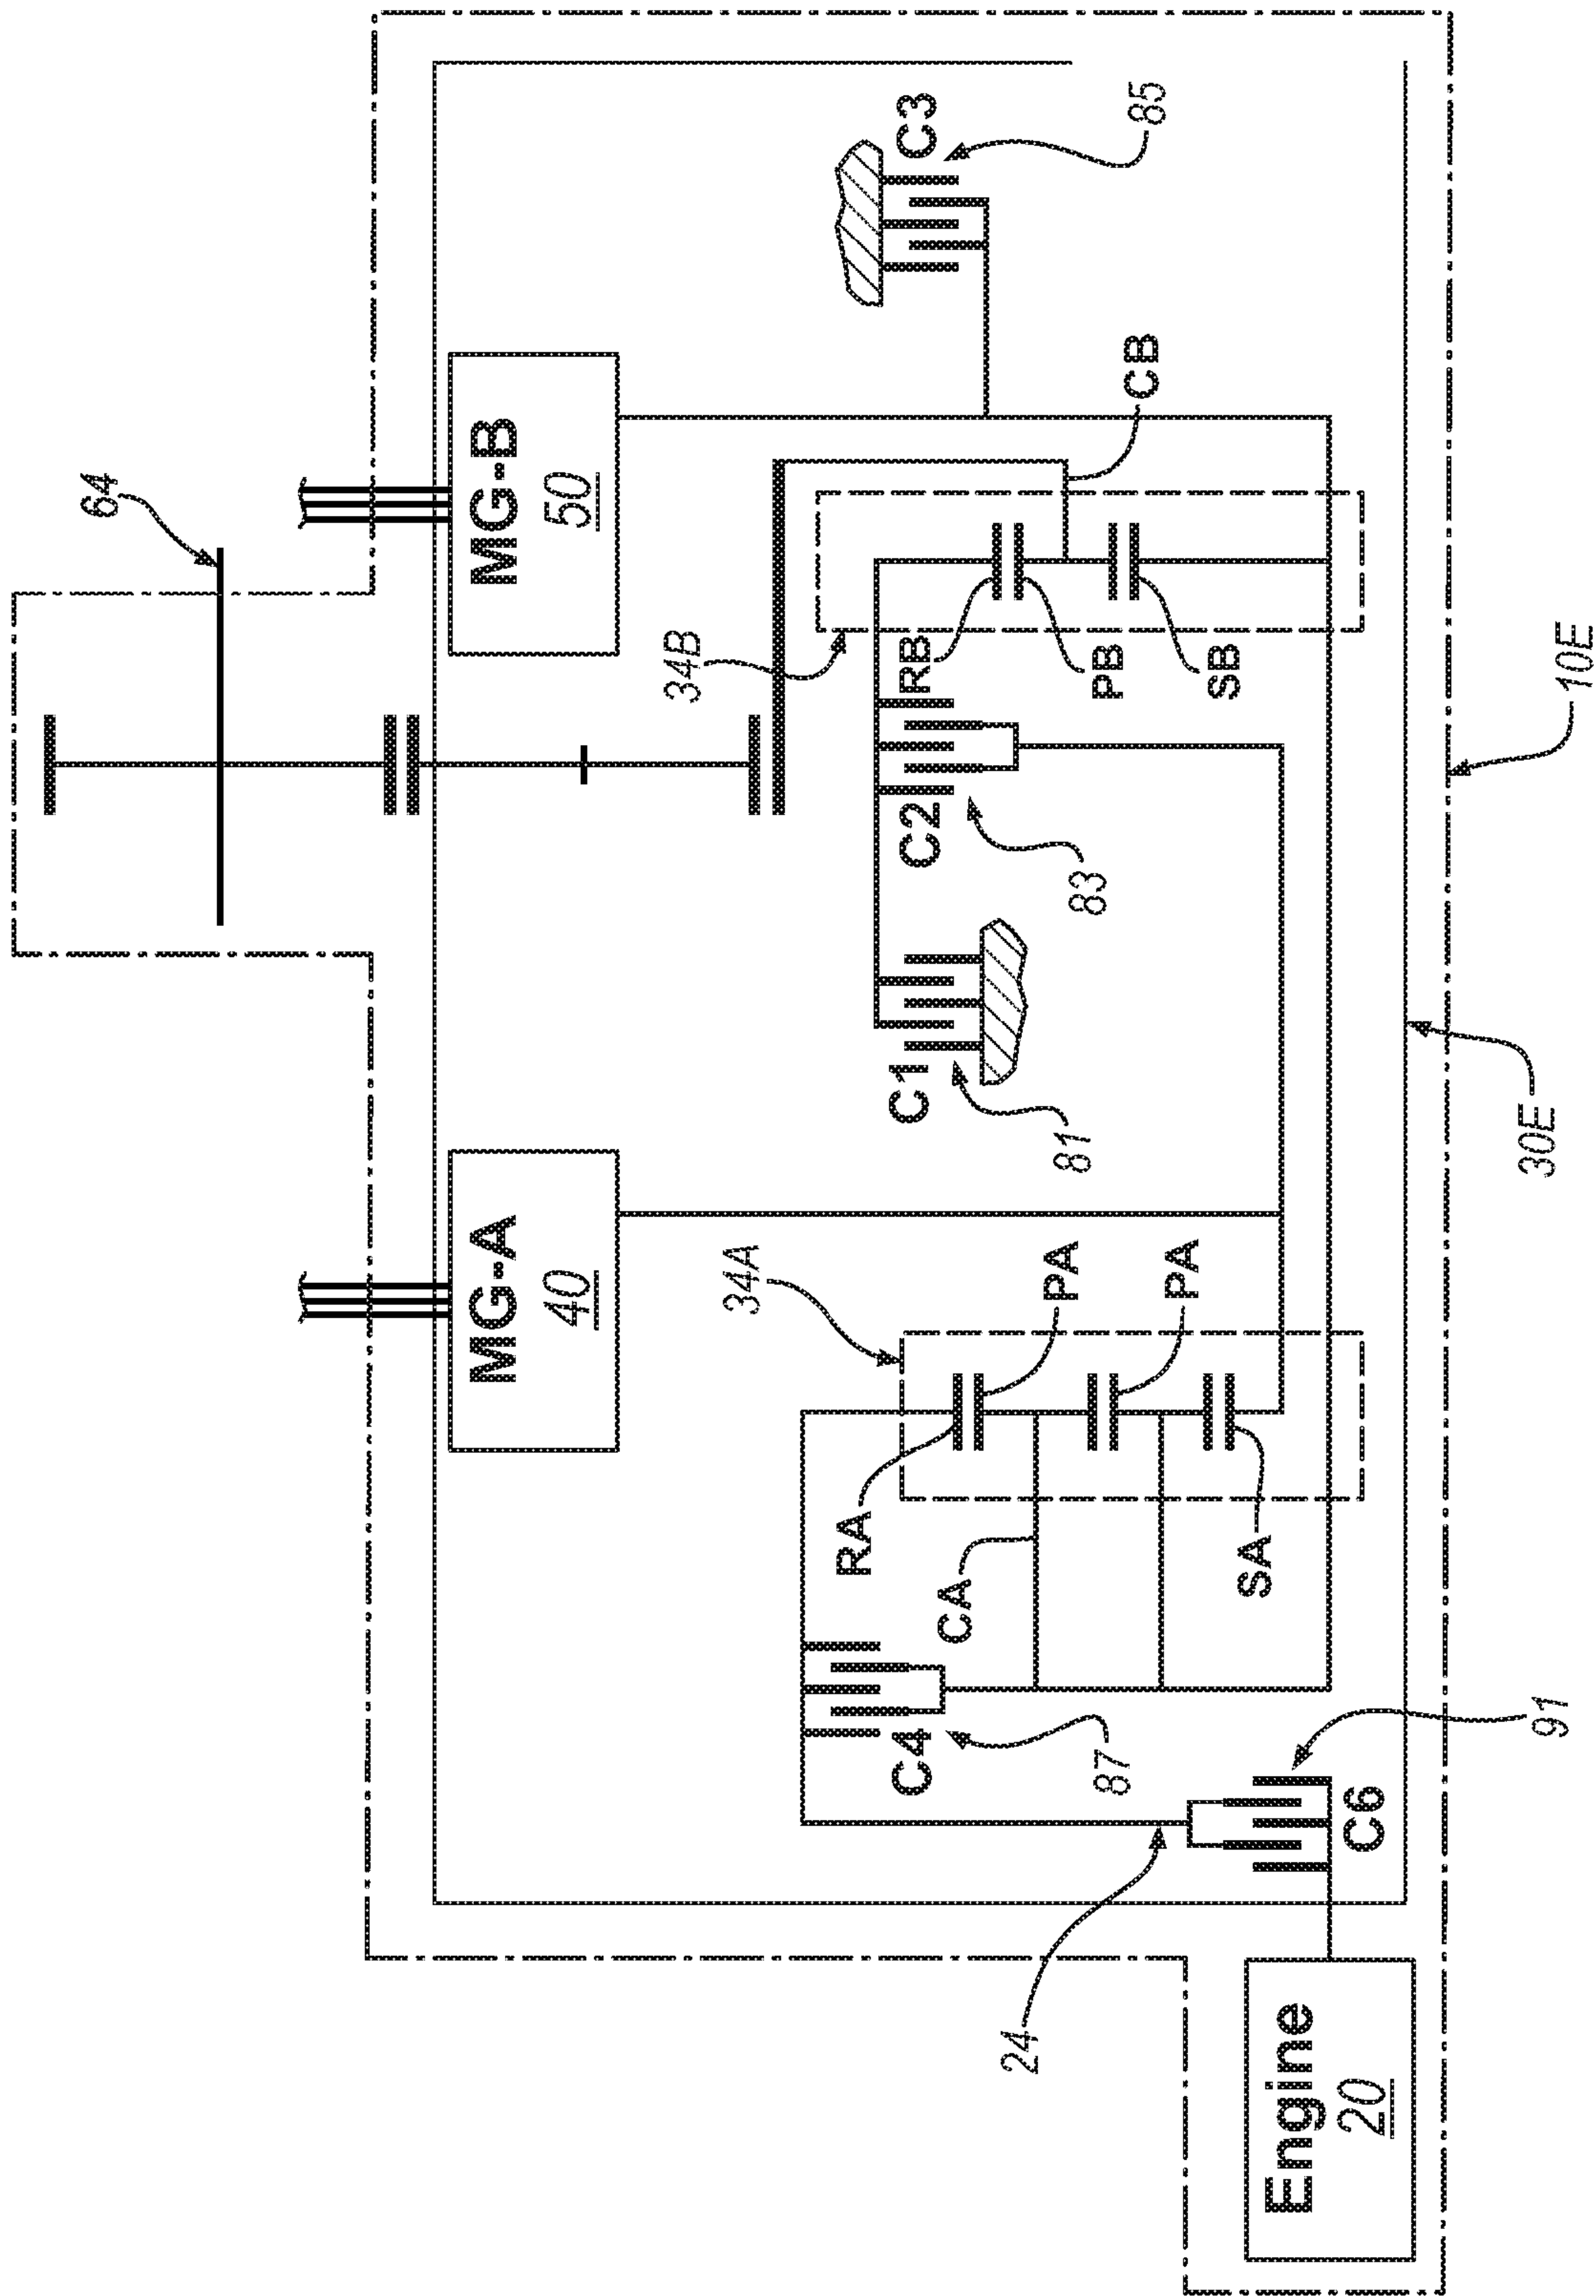 64
MG-A
40
MG-B
50
34A
34B
C3
85
CB
RB
PB
SB
C2
83
C1
81
PA
PA
RA
CA
SA
C4
87
C6
91
24
Engine
20
30E
10E